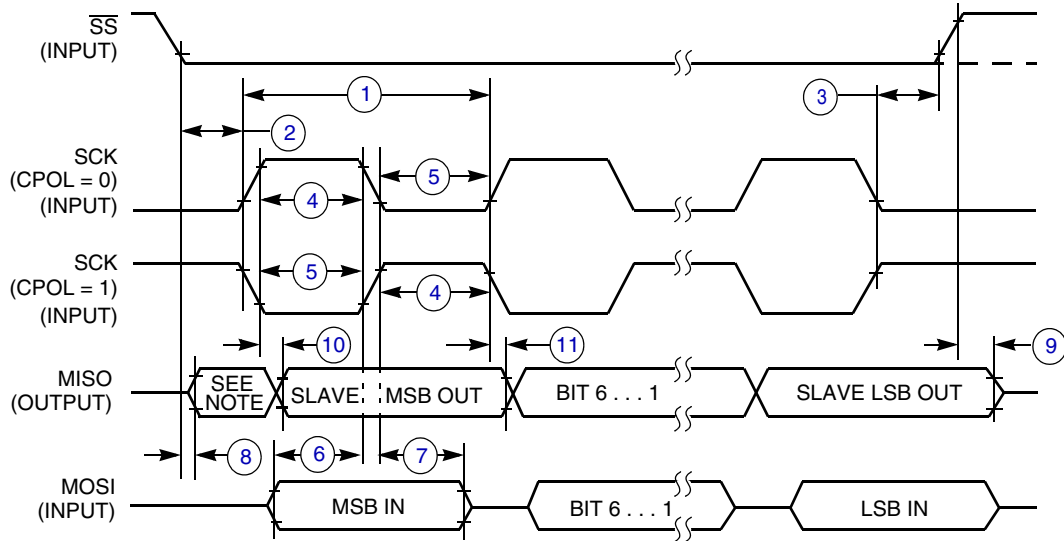 SS
(INPUT)
1
3
2
SCK
(CPOL = 0)
(INPUT)
5
4
SCK
(CPOL = 1)
(INPUT)
5
4
10
11
9
MISO
(OUTPUT)
SEE
NOTE
SLAVE
MSB OUT
BIT 6 . . . 1
SLAVE LSB OUT
8
6
7
MOSI
(INPUT)
MSB IN
BIT 6 . . . 1
LSB IN